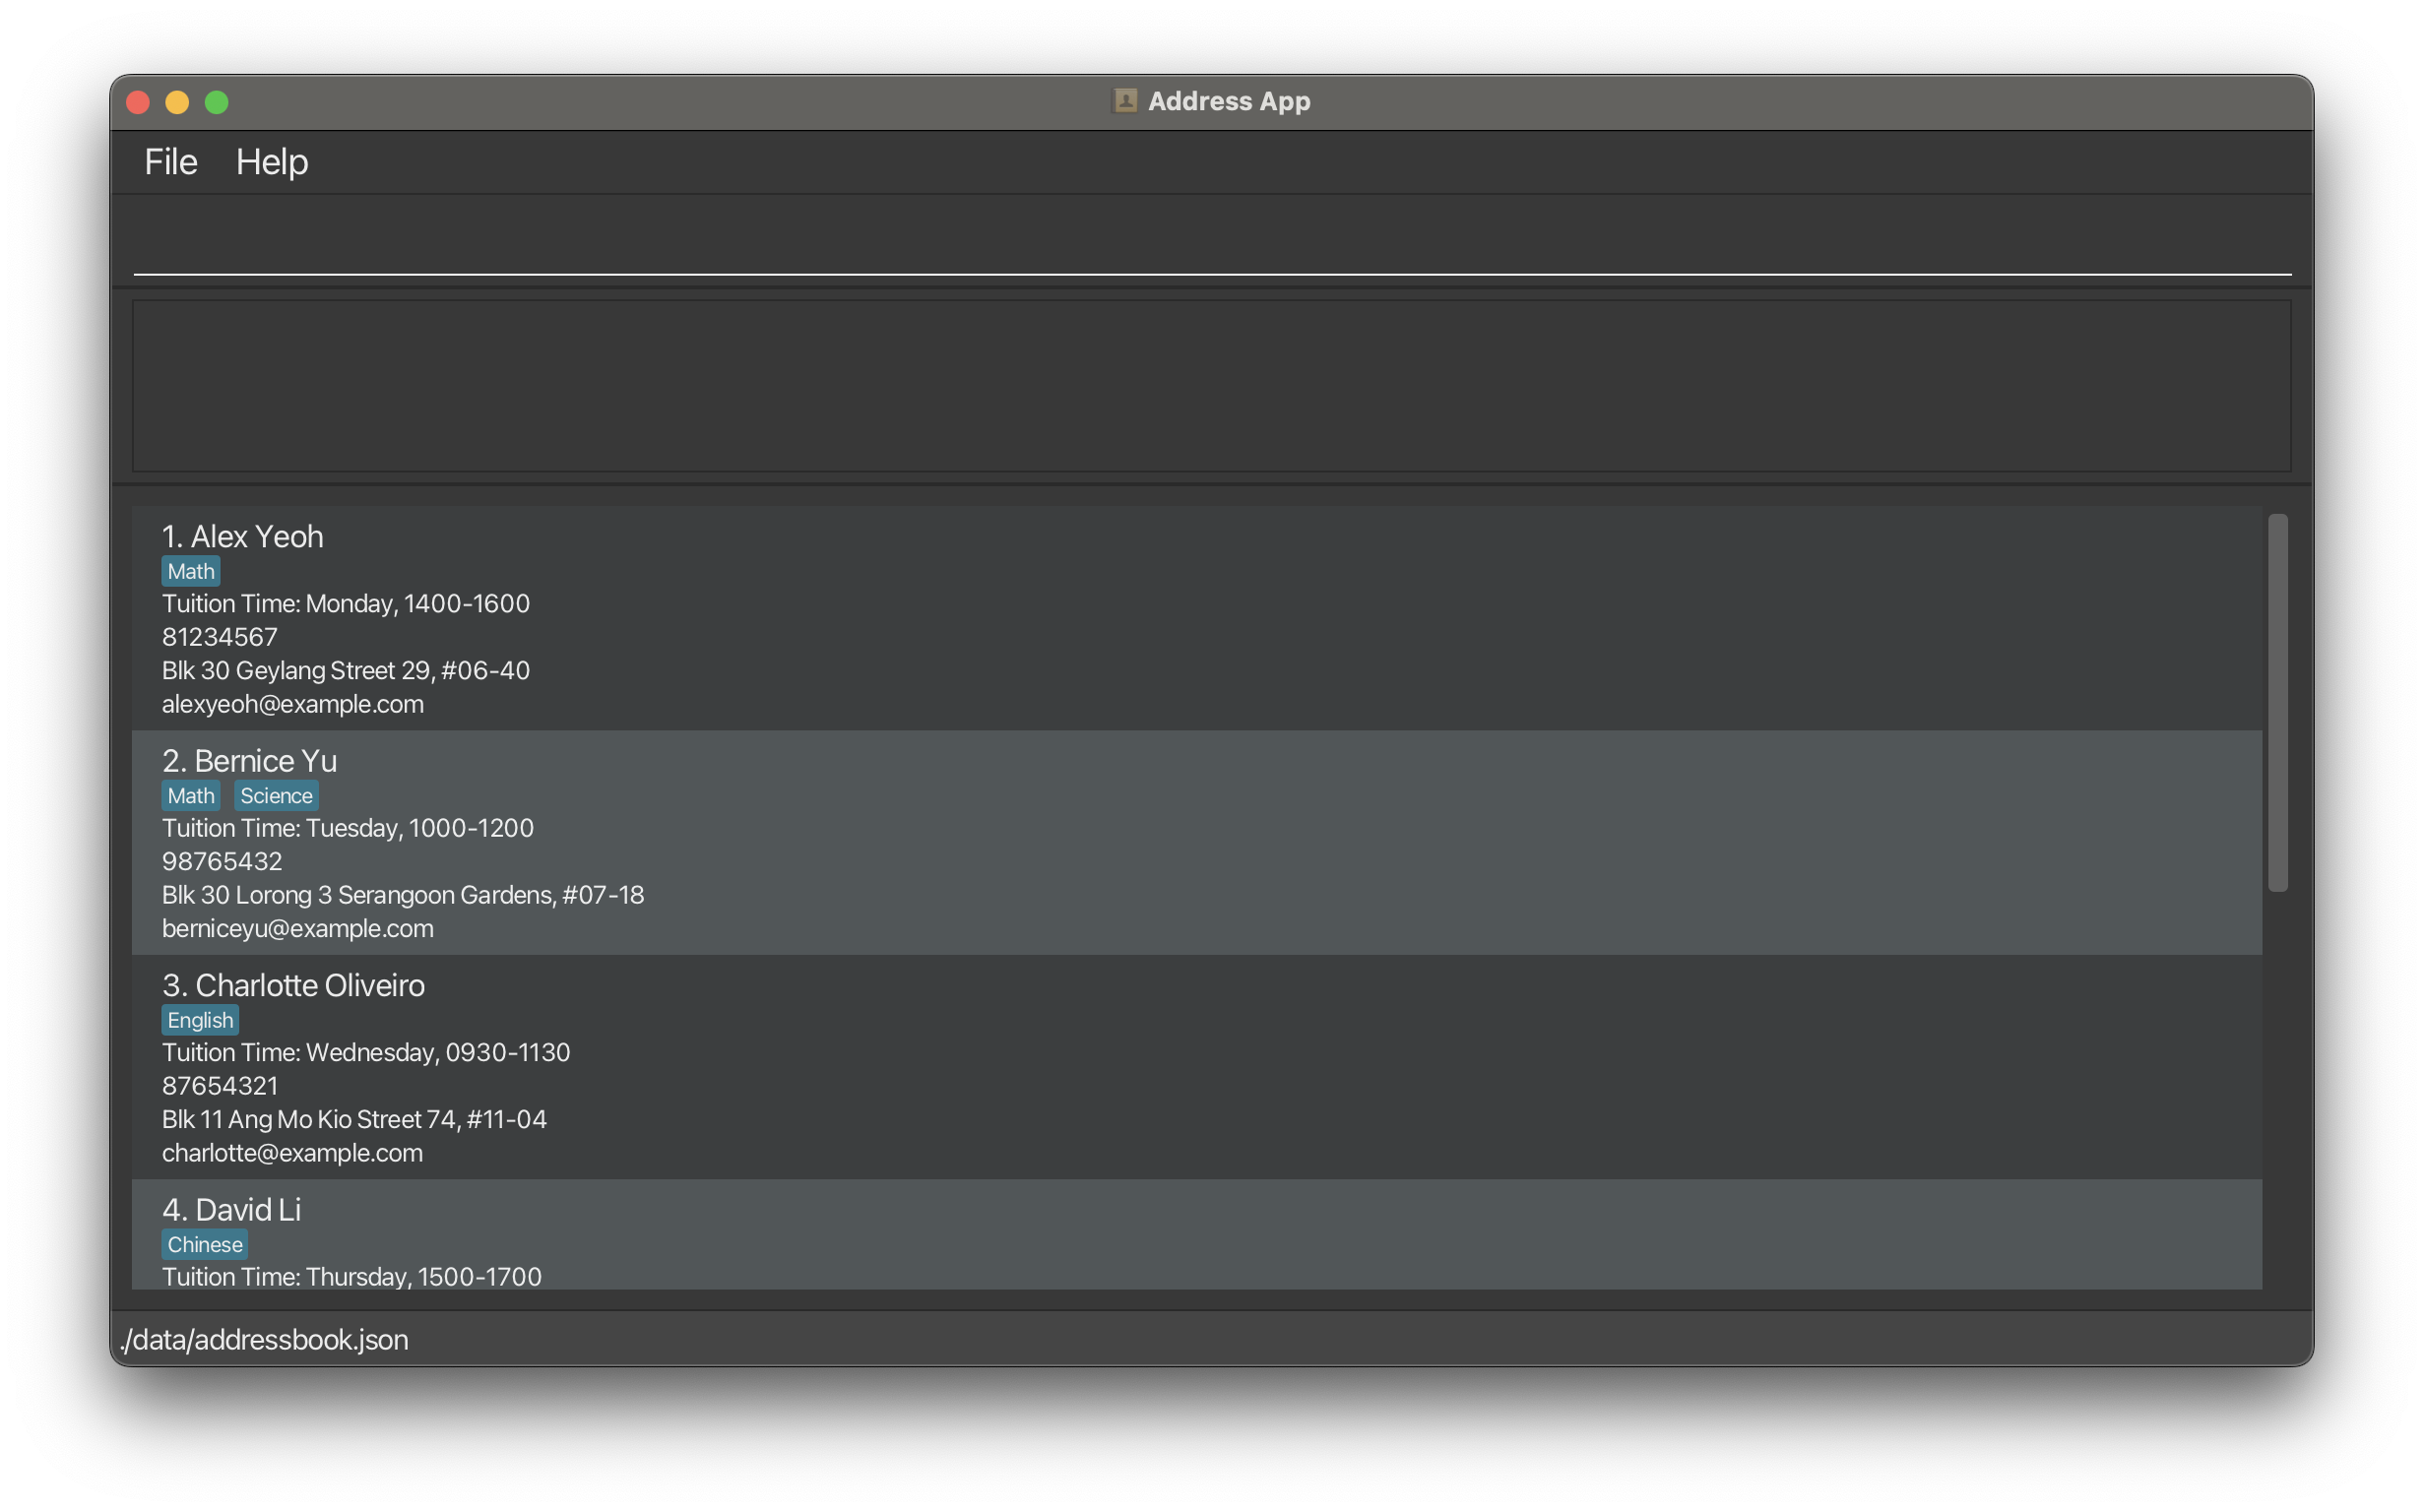 Address App
File Help
1. Alex Yeoh
Math
Tuition Time: Monday, 1400-1600
81234567
Blk 30 Geylang Street 29, #06-40
alexyeoh@example.com
2. Bernice Yu
Math Science
Tuition Time: Tuesday, 1000-1200
98765432
Blk 30 Lorong 3 Serangoon Gardens, #07-18
berniceyu@example.com
3. Charlotte Oliveiro
English
Tuition Time: Wednesday, 0930-1130
87654321
Blk 11 Ang Mo Kio Street 74, #11-04
charlotte@example.com
4. David Li
Chinese
Tuition Time: Thursday, 1500-1700
./data/addressbook.json